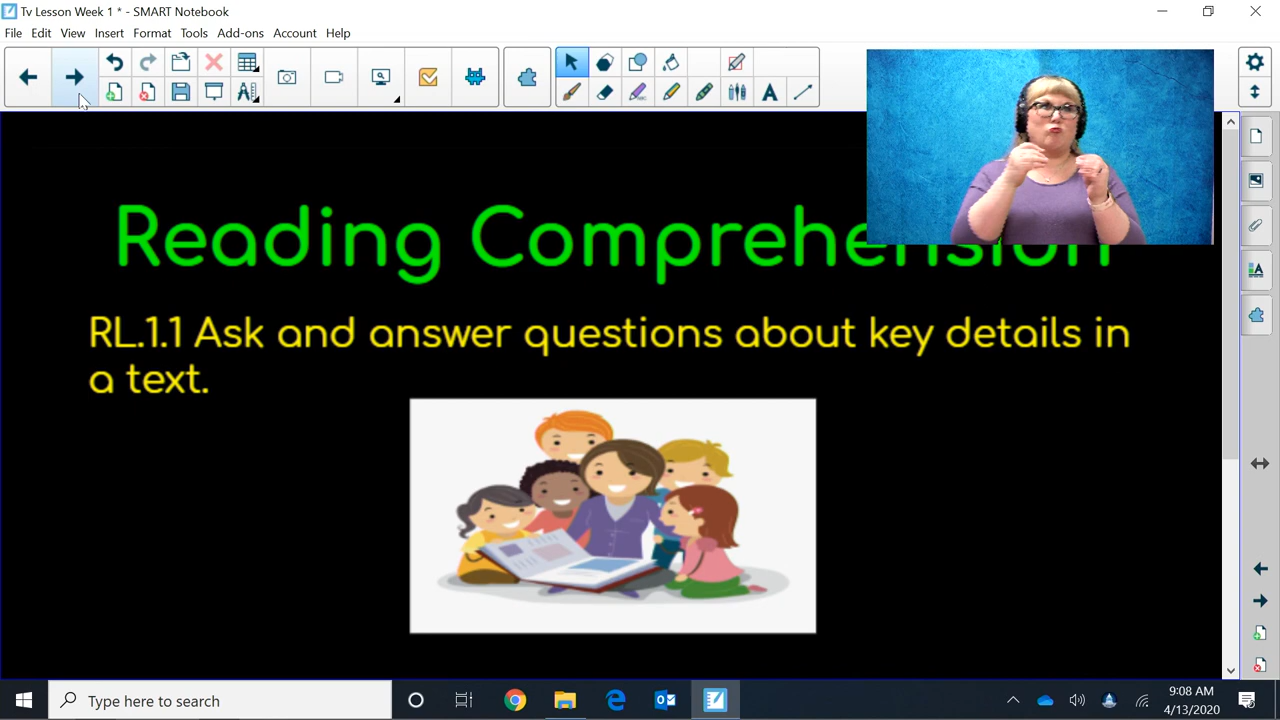 Tv Lesson Week 1 * - SMART Notebook
File Edit View Insert Format Tools Add-ons Account Help
Reading Comprehension
RL.1.1 Ask and answer questions about key details in
a text.
Type here to search
9:08 AM
4/13/2020